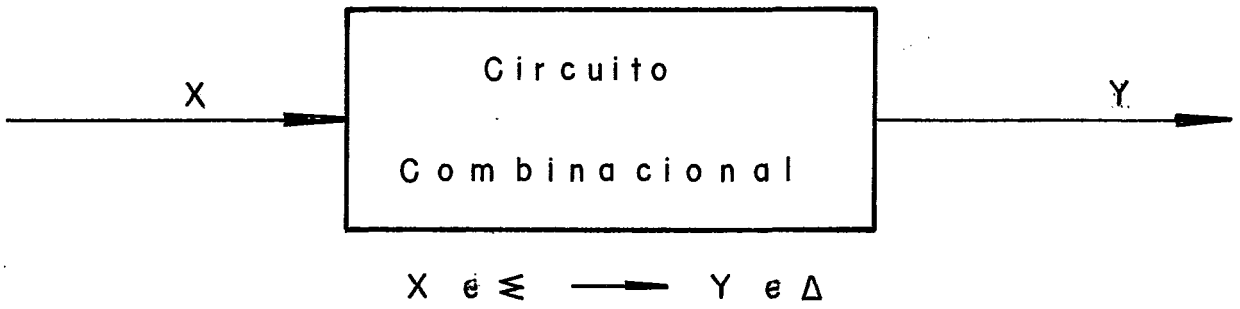 X
Circuito
Combinacional
Y
X e ⋚ → Y e Δ